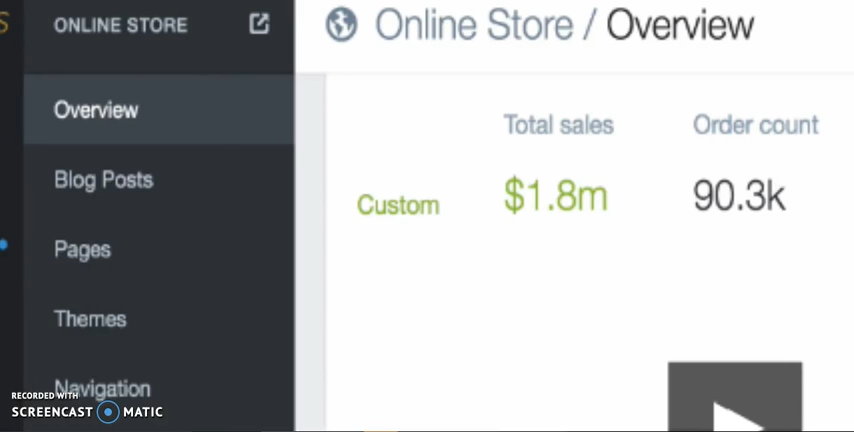 ONLINE STORE
Online Store / Overview
Overview
Total sales
Order count
Blog Posts
Custom
$1.8m
90.3k
Pages
Themes
Navigation
RECORDED WITH
SCREENCAST MATIC